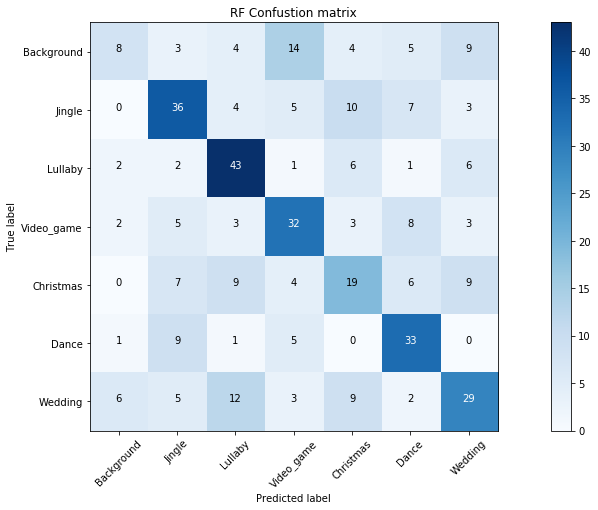 RF Confustion matrix
Background 8 3 4 14 4 5 9
Jingle 0 36 4 5 10 7 3
Lullaby 2 2 43 1 6 1 6
Video_game 2 5 3 32 3 8 3
Christmas 0 7 9 4 19 6 9
Dance 1 9 1 5 0 33 0
Wedding 6 5 12 3 9 2 29
True label
Background Jingle Lullaby Video_game Christmas Dance Wedding
Predicted label
40
35
30
25
20
15
10
5
0